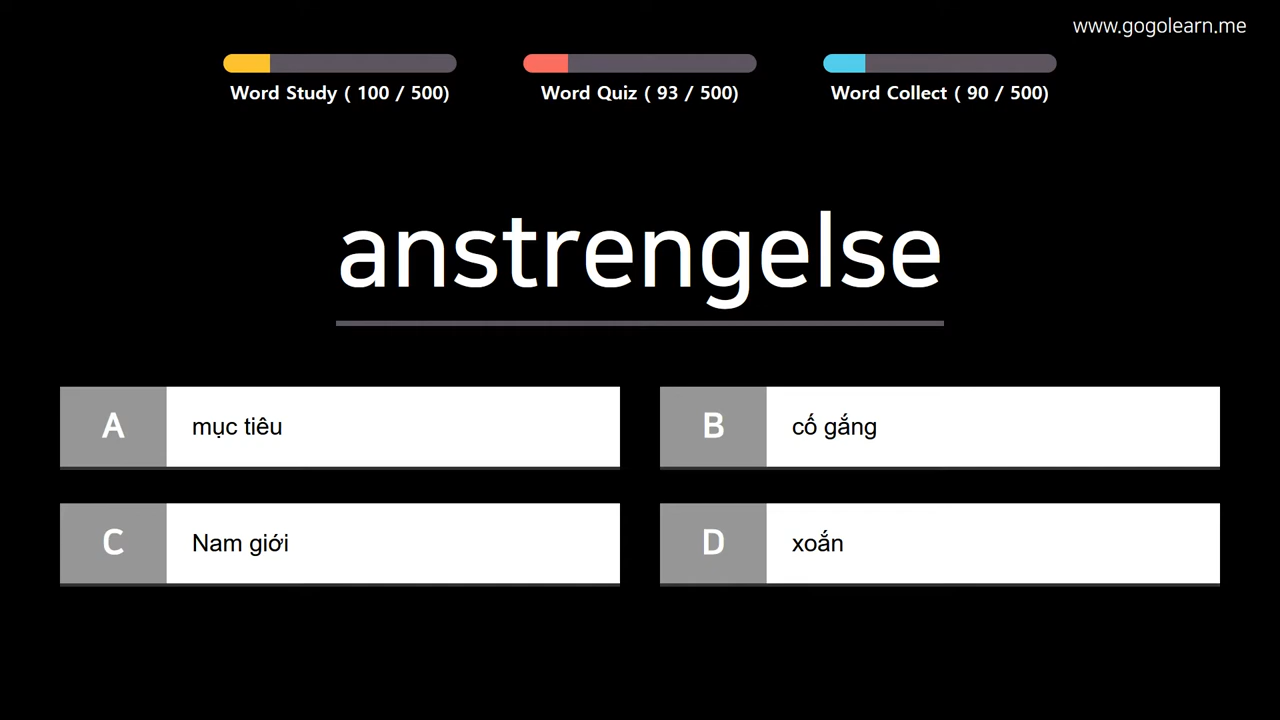 www.gogolearn.me
Word Study ( 100 / 500)
Word Quiz ( 93 / 500)
Word Collect ( 90 / 500)
anstrengelse
A mục tiêu
B cố gắng
C Nam giới
D xoắn